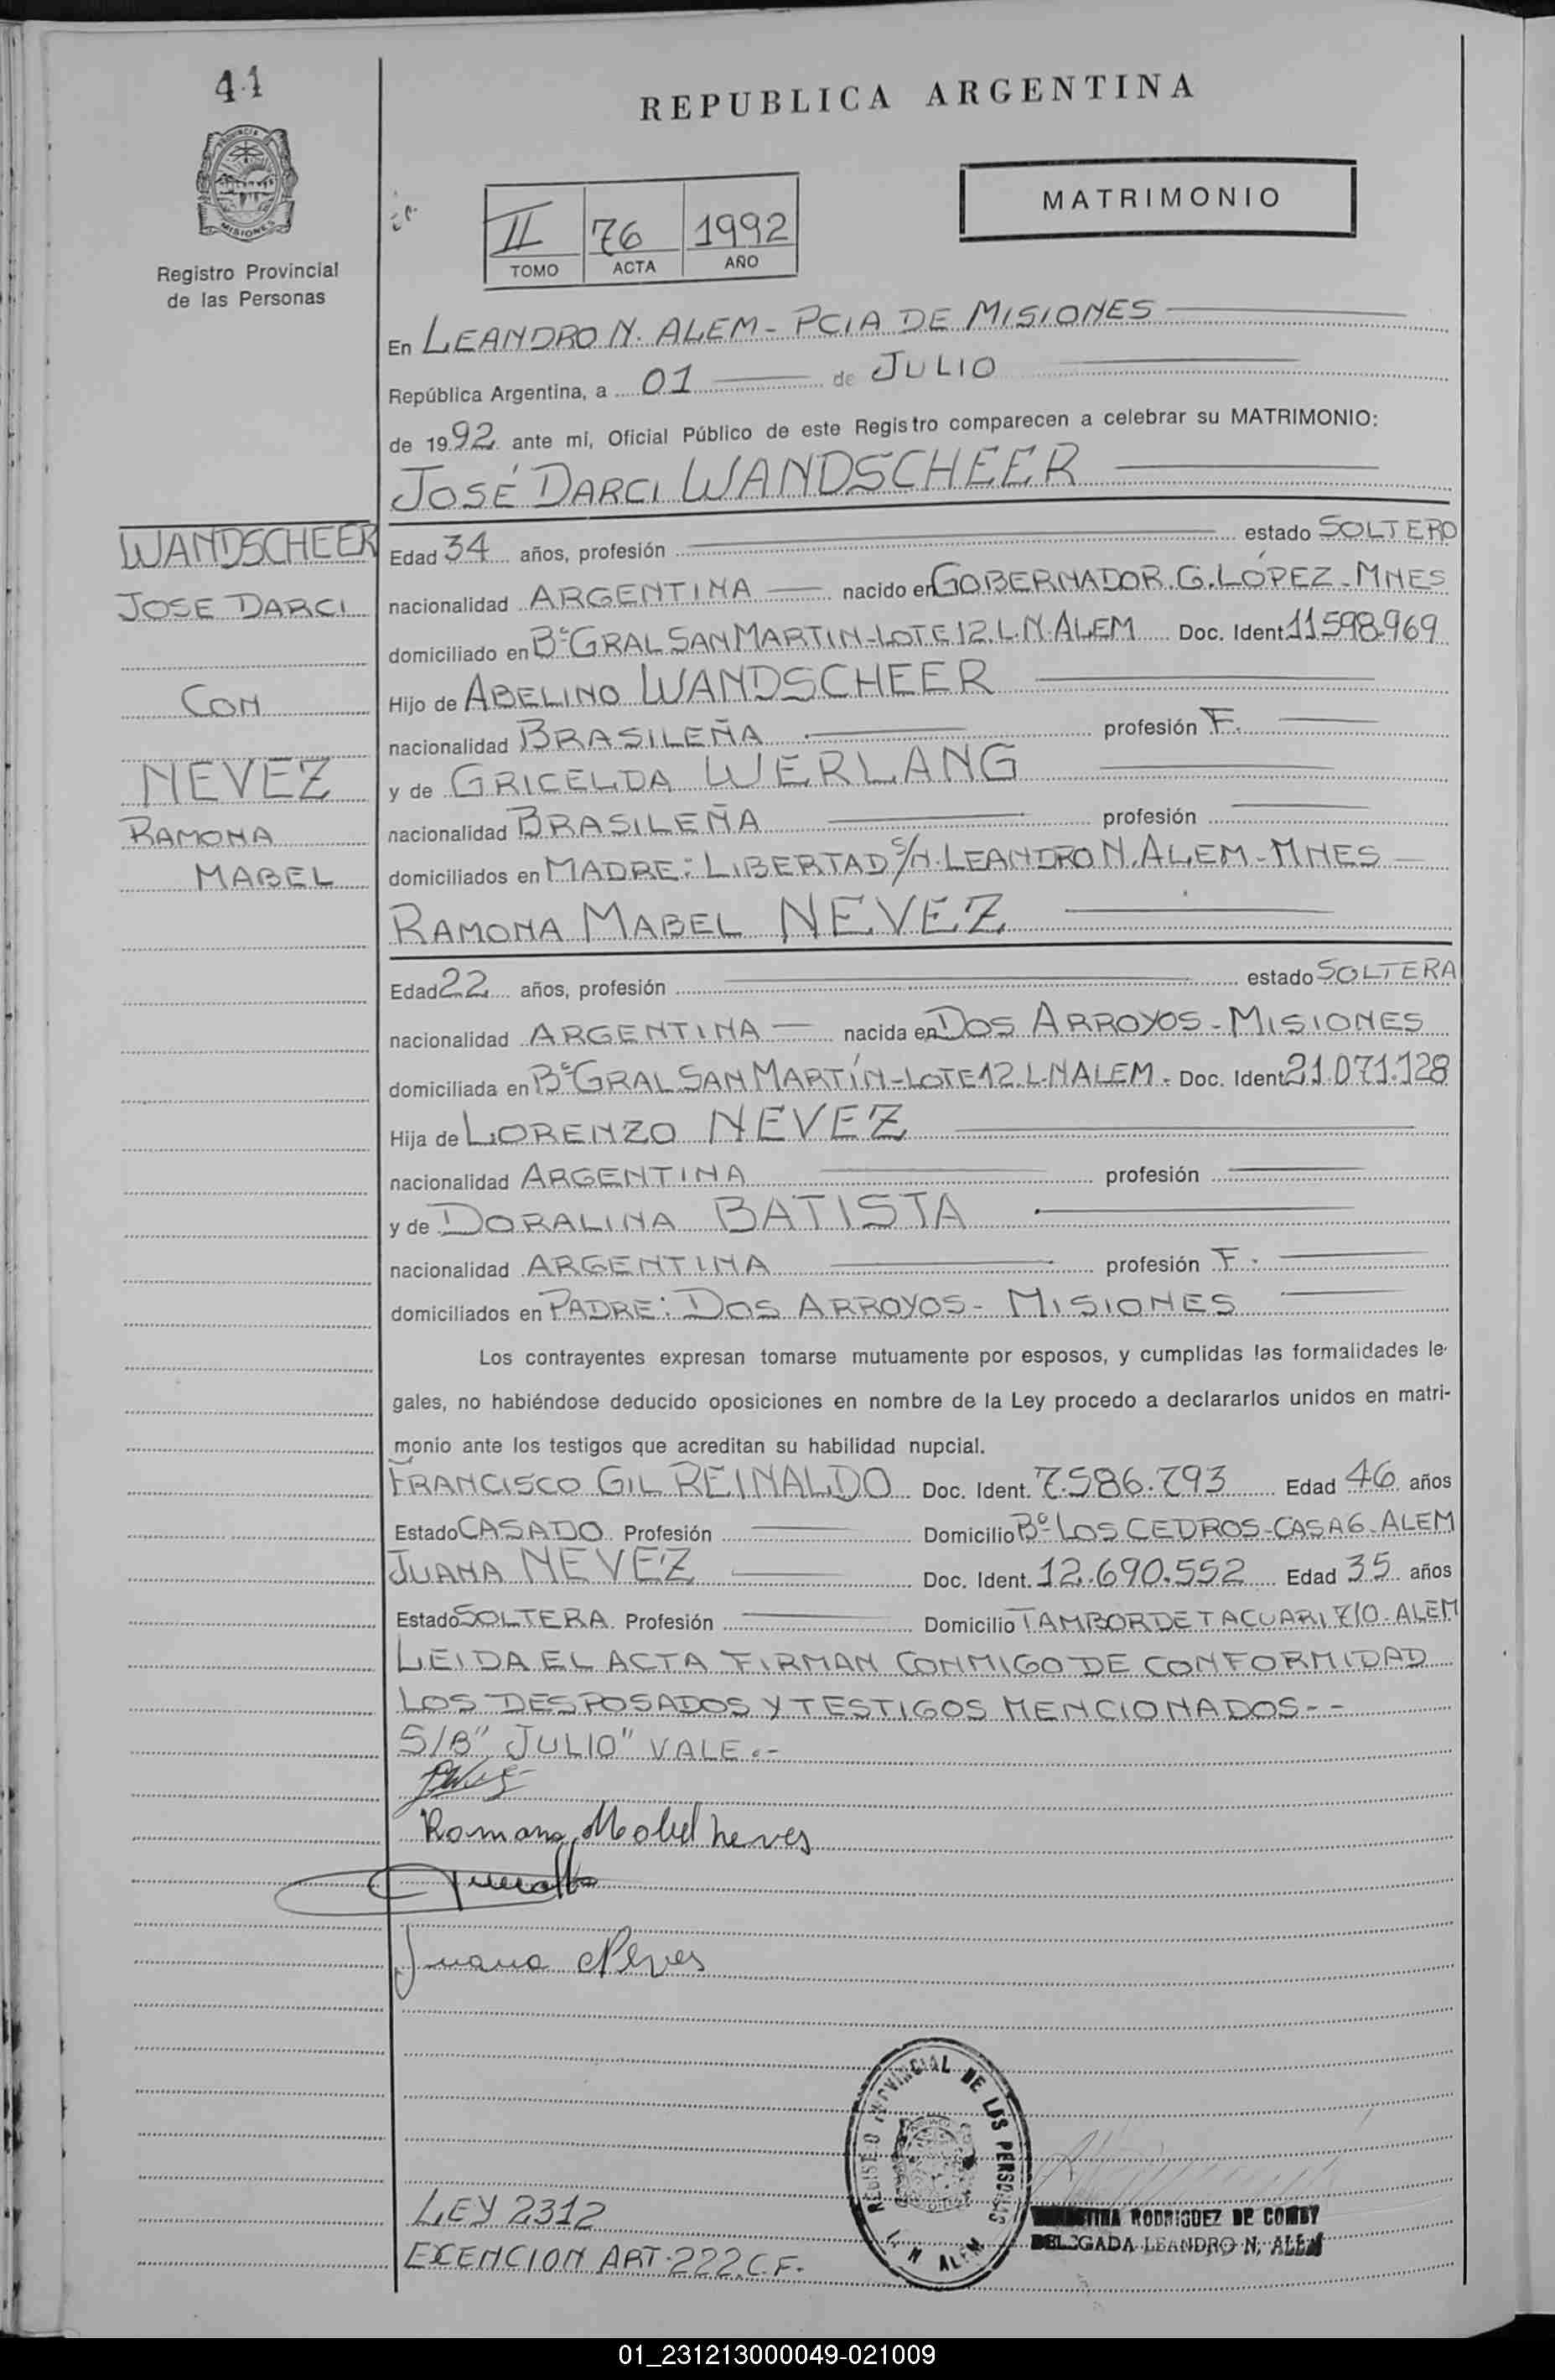 41
REPUBLICA ARGENTINA
PROVINCIA
MISIONES
Registro Provincial
de las Personas
II 76 1992
TOMO ACTA AÑO
MATRIMONIO
En LEANDRO N. ALEM - PCIA DE MISIONES
República Argentina, a 01 de JULIO
de 1992 ante mi, Oficial Público de este Registro comparecen a celebrar su MATRIMONIO:
JOSÉ DARCI WANDSCHEER
WANDSCHEER
JOSE DARCI
CON
NEVEZ
RAMONA
MABEL
Edad 34 años, profesión estado SOLTERO
nacionalidad ARGENTINA nacido en GOBERNADOR. G. LÓPEZ - MNES
domiciliado en Bº GRAL SAN MARTIN - LOTE 12. L.N. ALEM Doc. Ident 11.598.969
Hijo de ABELINO WANDSCHEER
nacionalidad BRASILEÑA profesión F.
y de GRICELDA WERLANG
nacionalidad BRASILEÑA profesión
domiciliados en MADRE: LIBERTAD S/N. LEANDRO N. ALEM - MNES
RAMONA MABEL NEVEZ
Edad 22 años, profesión estado SOLTERA
nacionalidad ARGENTINA nacida en DOS ARROYOS - MISIONES
domiciliada en Bº GRAL SAN MARTÍN - LOTE 12. L.N ALEM - Doc. Ident 21.071.128
Hija de LORENZO NEVEZ
nacionalidad ARGENTINA profesión
y de DORALINA BATISTA
nacionalidad ARGENTINA profesión F.
domiciliados en PADRE: DOS ARROYOS - MISIONES
Los contrayentes expresan tomarse mutuamente por esposos, y cumplidas las formalidades le-
gales, no habiéndose deducido oposiciones en nombre de la Ley procedo a declararlos unidos en matri-
monio ante los testigos que acreditan su habilidad nupcial.
FRANCISCO GIL REINALDO Doc. Ident. 7.586.793 Edad 46 años
Estado CASADO Profesión Domicilio Bº LOS CEDROS - CASA 6 - ALEM
JUANA NEVEZ Doc. Ident. 12.690.552 Edad 35 años
Estado SOLTERA Profesión Domicilio TAMBOR DE TACUARI 710 - ALEM
LEIDA EL ACTA FIRMAN CONMIGO DE CONFORMIDAD
LOS DESPOSADOS Y TESTIGOS MENCIONADOS - -
S/B" JULIO" VALE. -
Ramona Mabel neves
Juana Neves
REGISTRO PROVINCIAL DE LAS PERSONAS
L. N. ALEM
RODRIGUEZ DE
DELEGADA LEANDRO N. ALEM
LEY 2312
EXENCION ART. 222. C.F.
01_231213000049-021009